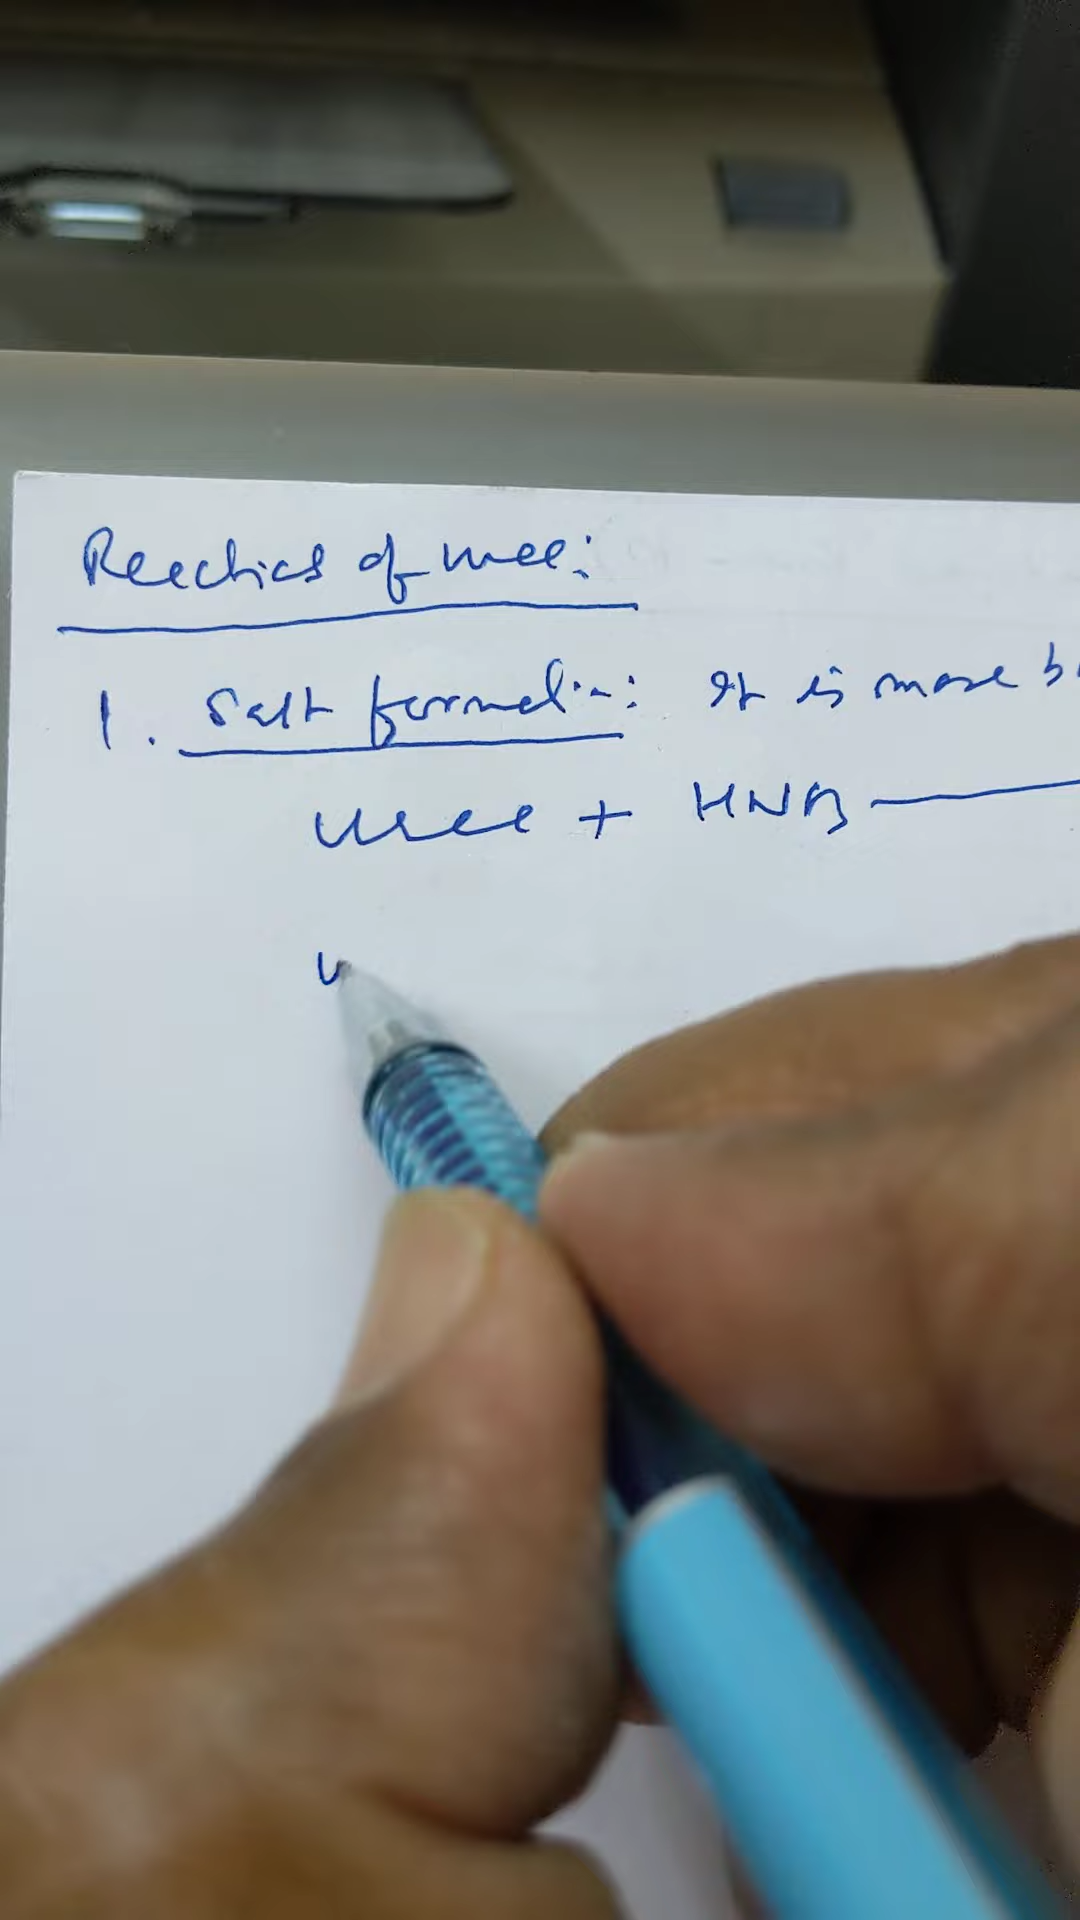 Reactions of urea:
1. Salt formation: It is more b
Urea + HNO3
u